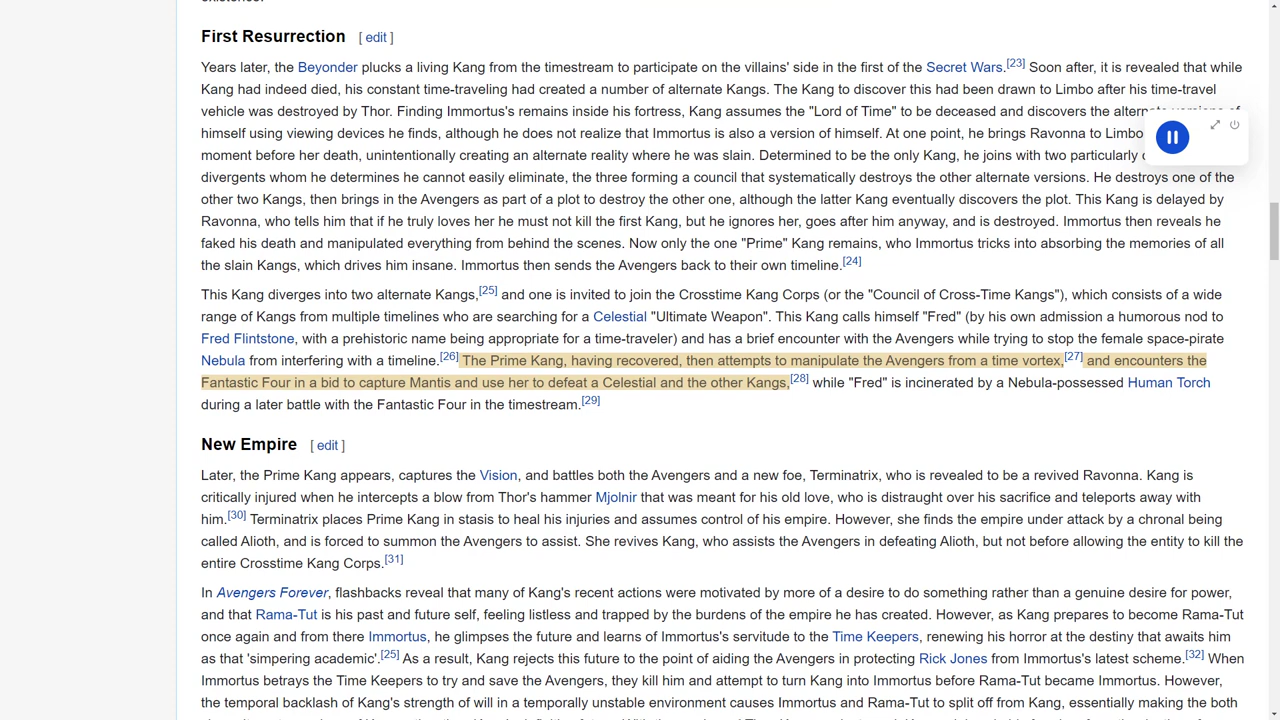 First Resurrection [ edit ]
Years later, the Beyonder plucks a living Kang from the timestream to participate on the villains' side in the first of the Secret Wars.[23] Soon after, it is revealed that while
Kang had indeed died, his constant time-traveling had created a number of alternate Kangs. The Kang to discover this had been drawn to Limbo after his time-travel
vehicle was destroyed by Thor. Finding Immortus's remains inside his fortress, Kang assumes the "Lord of Time" to be deceased and discovers the alternate versions of
himself using viewing devices he finds, although he does not realize that Immortus is also a version of himself. At one point, he brings Ravonna to Limbo
moment before her death, unintentionally creating an alternate reality where he was slain. Determined to be the only Kang, he joins with two particularly
divergents whom he determines he cannot easily eliminate, the three forming a council that systematically destroys the other alternate versions. He destroys one of the
other two Kangs, then brings in the Avengers as part of a plot to destroy the other one, although the latter Kang eventually discovers the plot. This Kang is delayed by
Ravonna, who tells him that if he truly loves her he must not kill the first Kang, but he ignores her, goes after him anyway, and is destroyed. Immortus then reveals he
faked his death and manipulated everything from behind the scenes. Now only the one "Prime" Kang remains, who Immortus tricks into absorbing the memories of all
the slain Kangs, which drives him insane. Immortus then sends the Avengers back to their own timeline.[24]
This Kang diverges into two alternate Kangs,[25] and one is invited to join the Crosstime Kang Corps (or the "Council of Cross-Time Kangs"), which consists of a wide
range of Kangs from multiple timelines who are searching for a Celestial "Ultimate Weapon". This Kang calls himself "Fred" (by his own admission a humorous nod to
Fred Flintstone, with a prehistoric name being appropriate for a time-traveler) and has a brief encounter with the Avengers while trying to stop the female space-pirate
Nebula from interfering with a timeline.[26] The Prime Kang, having recovered, then attempts to manipulate the Avengers from a time vortex,[27] and encounters the
Fantastic Four in a bid to capture Mantis and use her to defeat a Celestial and the other Kangs,[28] while "Fred" is incinerated by a Nebula-possessed Human Torch
during a later battle with the Fantastic Four in the timestream.[29]
New Empire [ edit ]
Later, the Prime Kang appears, captures the Vision, and battles both the Avengers and a new foe, Terminatrix, who is revealed to be a revived Ravonna. Kang is
critically injured when he intercepts a blow from Thor's hammer Mjolnir that was meant for his old love, who is distraught over his sacrifice and teleports away with
him.[30] Terminatrix places Prime Kang in stasis to heal his injuries and assumes control of his empire. However, she finds the empire under attack by a chronal being
called Alioth, and is forced to summon the Avengers to assist. She revives Kang, who assists the Avengers in defeating Alioth, but not before allowing the entity to kill the
entire Crosstime Kang Corps.[31]
In Avengers Forever, flashbacks reveal that many of Kang's recent actions were motivated by more of a desire to do something rather than a genuine desire for power,
and that Rama-Tut is his past and future self, feeling listless and trapped by the burdens of the empire he has created. However, as Kang prepares to become Rama-Tut
once again and from there Immortus, he glimpses the future and learns of Immortus's servitude to the Time Keepers, renewing his horror at the destiny that awaits him
as that 'simpering academic'.[25] As a result, Kang rejects this future to the point of aiding the Avengers in protecting Rick Jones from Immortus's latest scheme.[32] When
Immortus betrays the Time Keepers to try and save the Avengers, they kill him and attempt to turn Kang into Immortus before Rama-Tut became Immortus. However,
the temporal backlash of Kang's strength of will in a temporally unstable environment causes Immortus and Rama-Tut to split off from Kang, essentially making the both